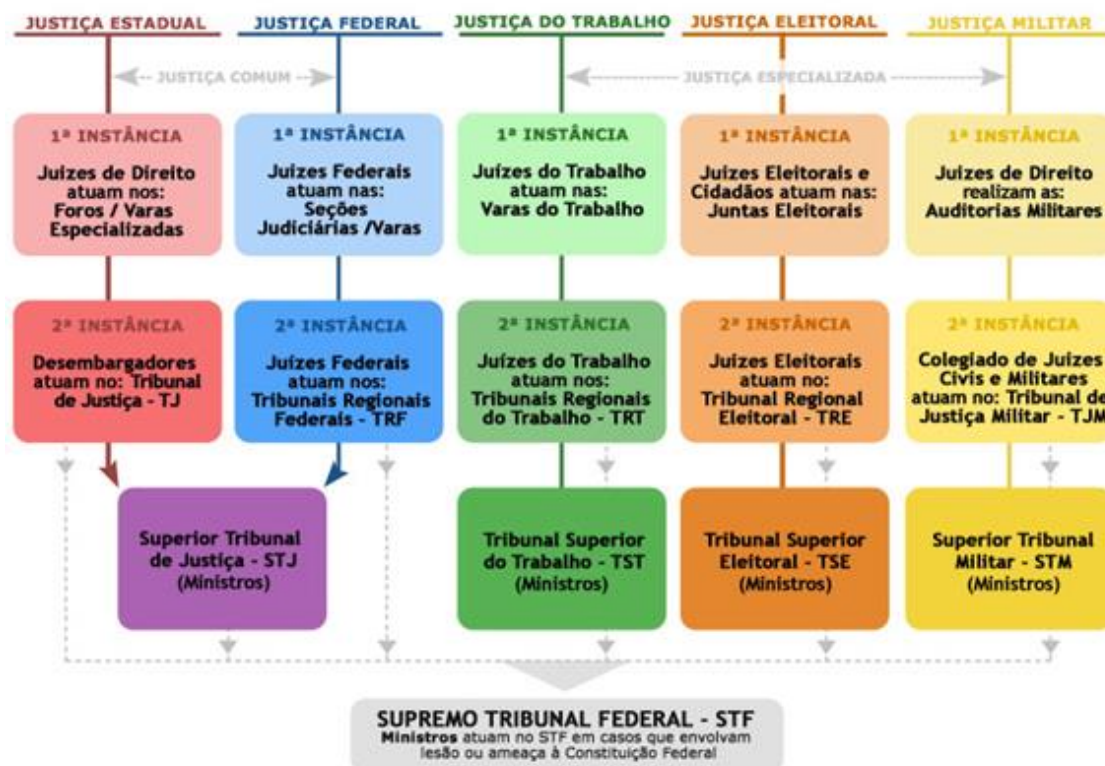 JUSTIÇA ESTADUAL
JUSTIÇA FEDERAL
JUSTIÇA DO TRABALHO
JUSTIÇA ELEITORAL
JUSTIÇA MILITAR
JUSTIÇA COMUM
JUSTIÇA ESPECIALIZADA
1ª INSTÂNCIA
Juízes de Direito
atuam nos:
Foros / Varas
Especializadas
1ª INSTÂNCIA
Juízes Federais
atuam nas:
Seções
Judiciárias /Varas
1ª INSTÂNCIA
Juízes do Trabalho
atuam nas:
Varas do Trabalho
1ª INSTÂNCIA
Juízes Eleitorais e
Cidadãos atuam nas:
Juntas Eleitorais
1ª INSTÂNCIA
Juízes de Direito
realizam as:
Auditorias Militares
2ª INSTÂNCIA
Desembargadores
atuam no: Tribunal
de Justiça - TJ
2ª INSTÂNCIA
Juízes Federais
atuam nos:
Tribunais Regionais
Federais - TRF
2ª INSTÂNCIA
Juízes do Trabalho
atuam nos:
Tribunais Regionais
do Trabalho - TRT
2ª INSTÂNCIA
Juízes Eleitorais
atuam no:
Tribunal Regional
Eleitoral - TRE
2ª INSTÂNCIA
Colegiado de Juízes
Civis e Militares
atuam no: Tribunal de
Justiça Militar - TJM
Superior Tribunal
de Justiça - STJ
(Ministros)
Tribunal Superior
do Trabalho - TST
(Ministros)
Tribunal Superior
Eleitoral - TSE
(Ministros)
Superior Tribunal
Militar - STM
(Ministros)
SUPREMO TRIBUNAL FEDERAL - STF
Ministros atuam no STF em casos que envolvam
lesão ou ameaça à Constituição Federal